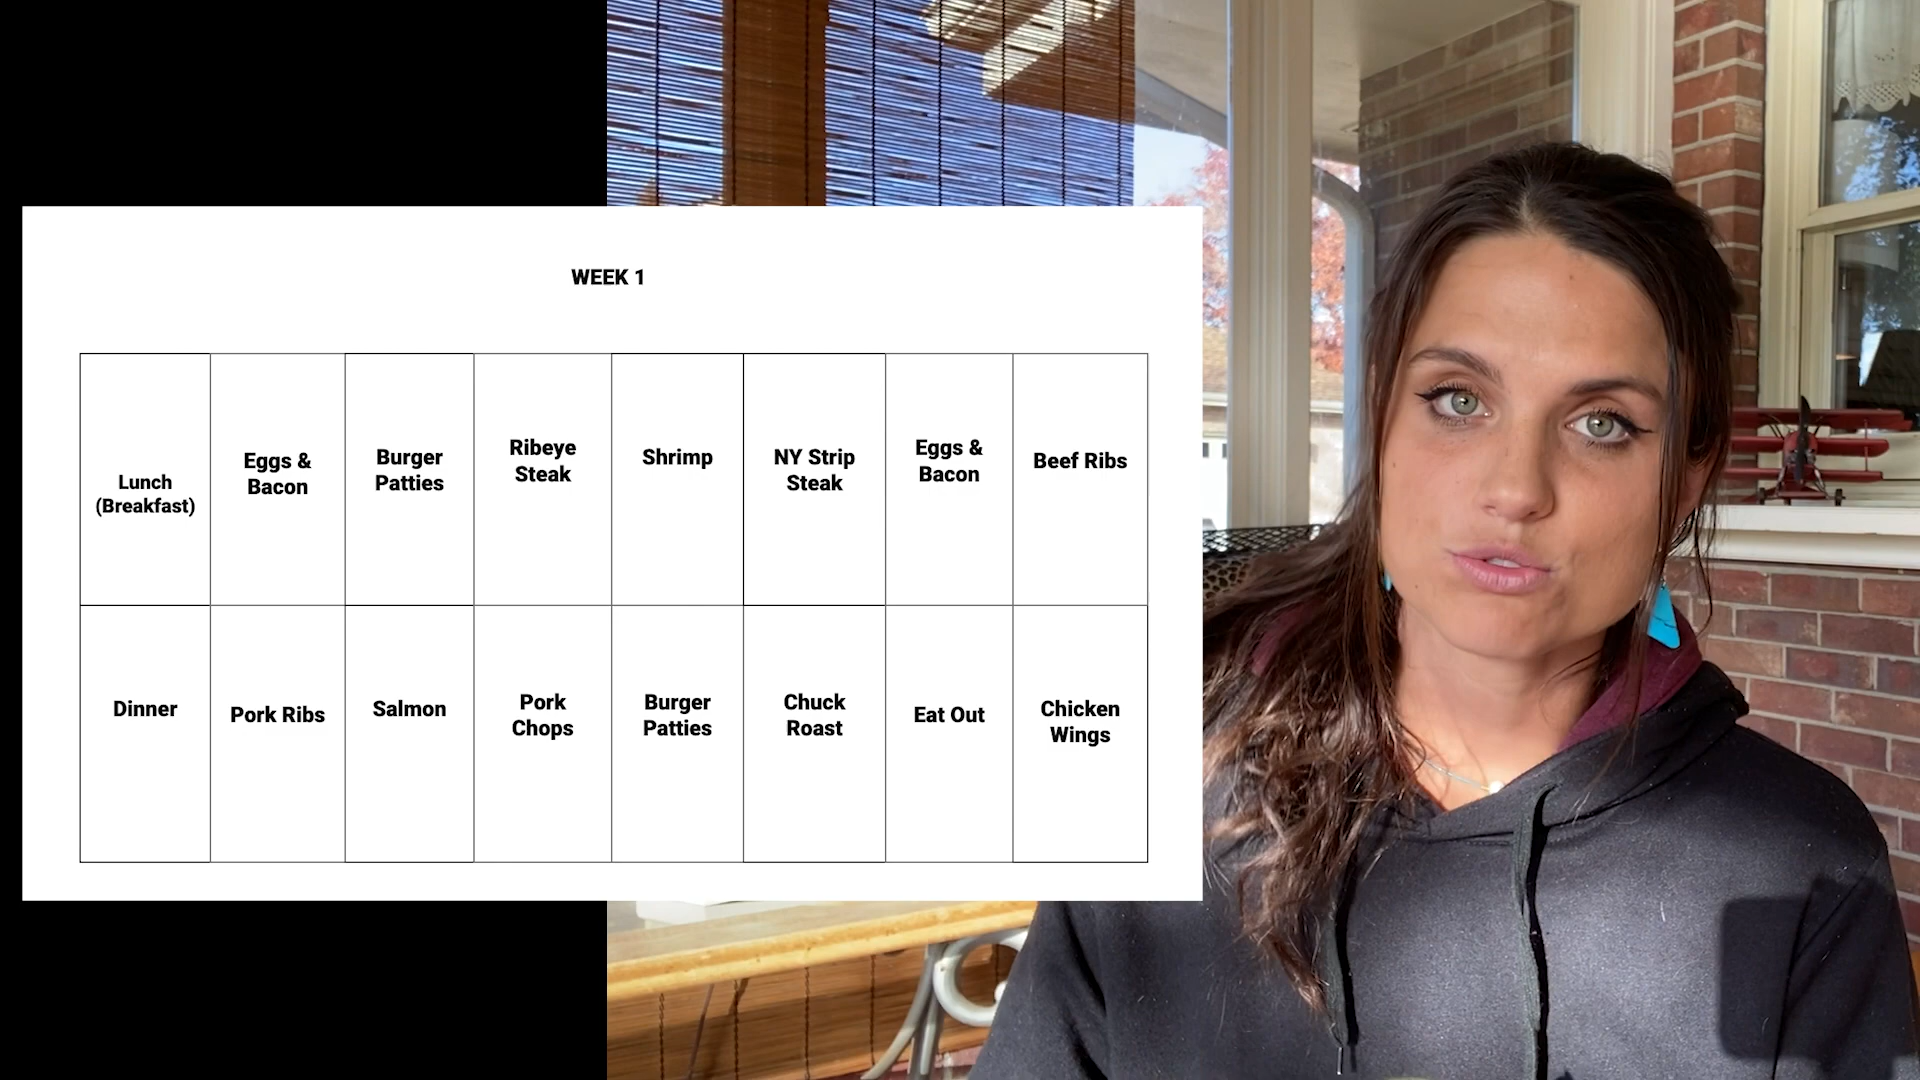 WEEK 1
Lunch
(Breakfast)
Eggs &
Bacon
Burger
Patties
Ribeye
Steak
Shrimp
NY Strip
Steak
Eggs &
Bacon
Beef Ribs
Dinner
Pork Ribs
Salmon
Pork
Chops
Burger
Patties
Chuck
Roast
Eat Out
Chicken
Wings